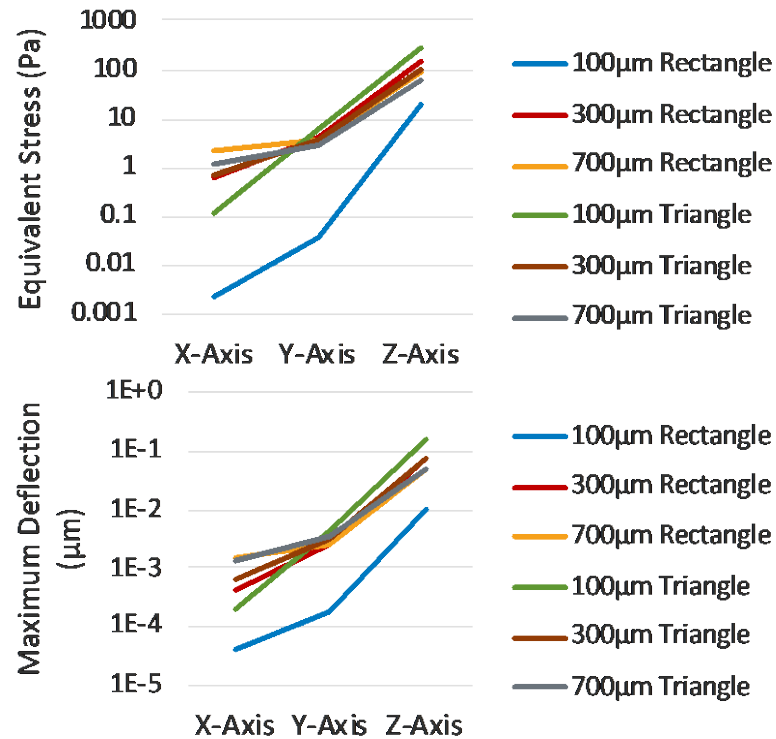 Equivalent Stress (Pa)
1000
100
10
1
0.1
0.01
0.001
X-Axis Y-Axis Z-Axis
100µm Rectangle
300µm Rectangle
700µm Rectangle
100µm Triangle
300µm Triangle
700µm Triangle
Maximum Deflection
(µm)
1E+0
1E-1
1E-2
1E-3
1E-4
1E-5
X-Axis Y-Axis Z-Axis
100µm Rectangle
300µm Rectangle
700µm Rectangle
100µm Triangle
300µm Triangle
700µm Triangle